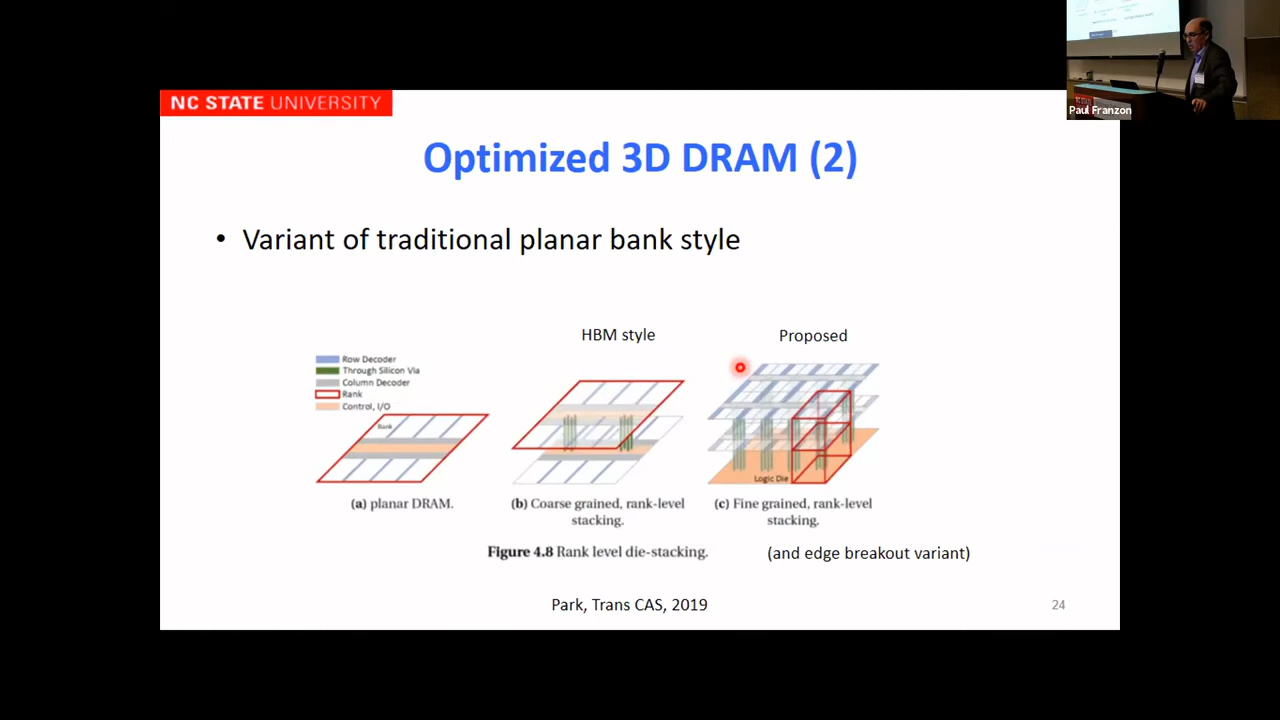 Paul Franzon
NC STATE UNIVERSITY
Optimized 3D DRAM (2)
• Variant of traditional planar bank style
HBM style
Proposed
Row Decoder
Through Silicon Via
Column Decoder
Rank
Control, I/O
Bank
Logic Die
(a) planar DRAM.
(b) Coarse grained, rank-level
stacking.
(c) Fine grained, rank-level
stacking.
Figure 4.8 Rank level die-stacking.
(and edge breakout variant)
Park, Trans CAS, 2019
24